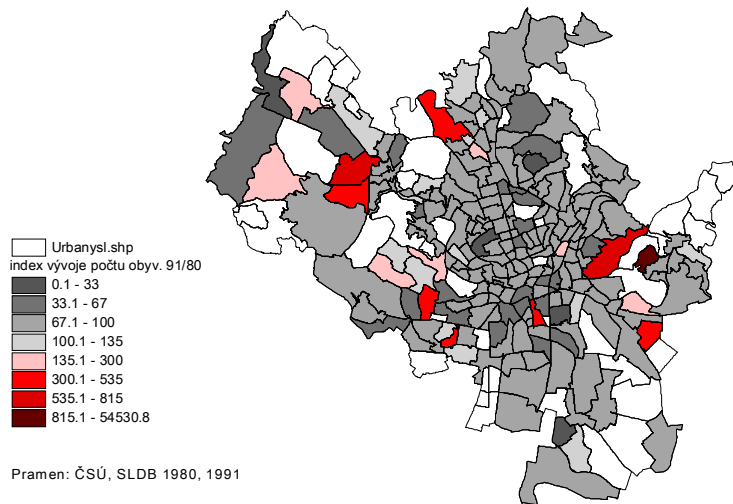 Urbanysl.shp
index vývoje počtu obyv. 91/80
0.1 - 33
33.1 - 67
67.1 - 100
100.1 - 135
135.1 - 300
300.1 - 535
535.1 - 815
815.1 - 54530.8
Pramen: ČSÚ, SLDB 1980, 1991